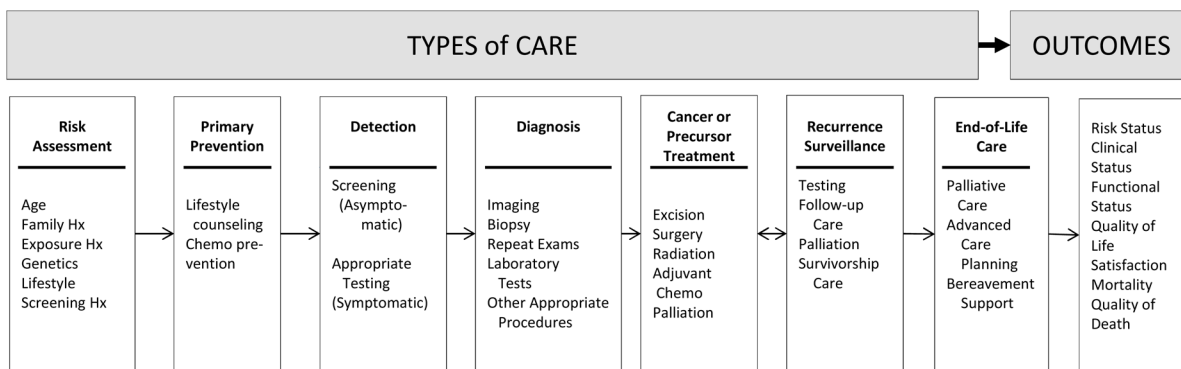 TYPES of CARE
OUTCOMES
Risk
Assessment
Age
Family Hx
Exposure Hx
Genetics
Lifestyle
Screening Hx
Primary
Prevention
Lifestyle
counseling
Chemo pre-
vention
Detection
Screening
(Asympto-
matic)
Appropriate
Testing
(Symptomatic)
Diagnosis
Imaging
Biopsy
Repeat Exams
Laboratory
Tests
Other Appropriate
Procedures
Cancer or
Precursor
Treatment
Excision
Surgery
Radiation
Adjuvant
Chemo
Palliation
Recurrence
Surveillance
Testing
Follow-up
Care
Palliation
Survivorship
Care
End-of-Life
Care
Palliative
Care
Advanced
Care
Planning
Bereavement
Support
Risk Status
Clinical
Status
Functional
Status
Quality of
Life
Satisfaction
Mortality
Quality of
Death